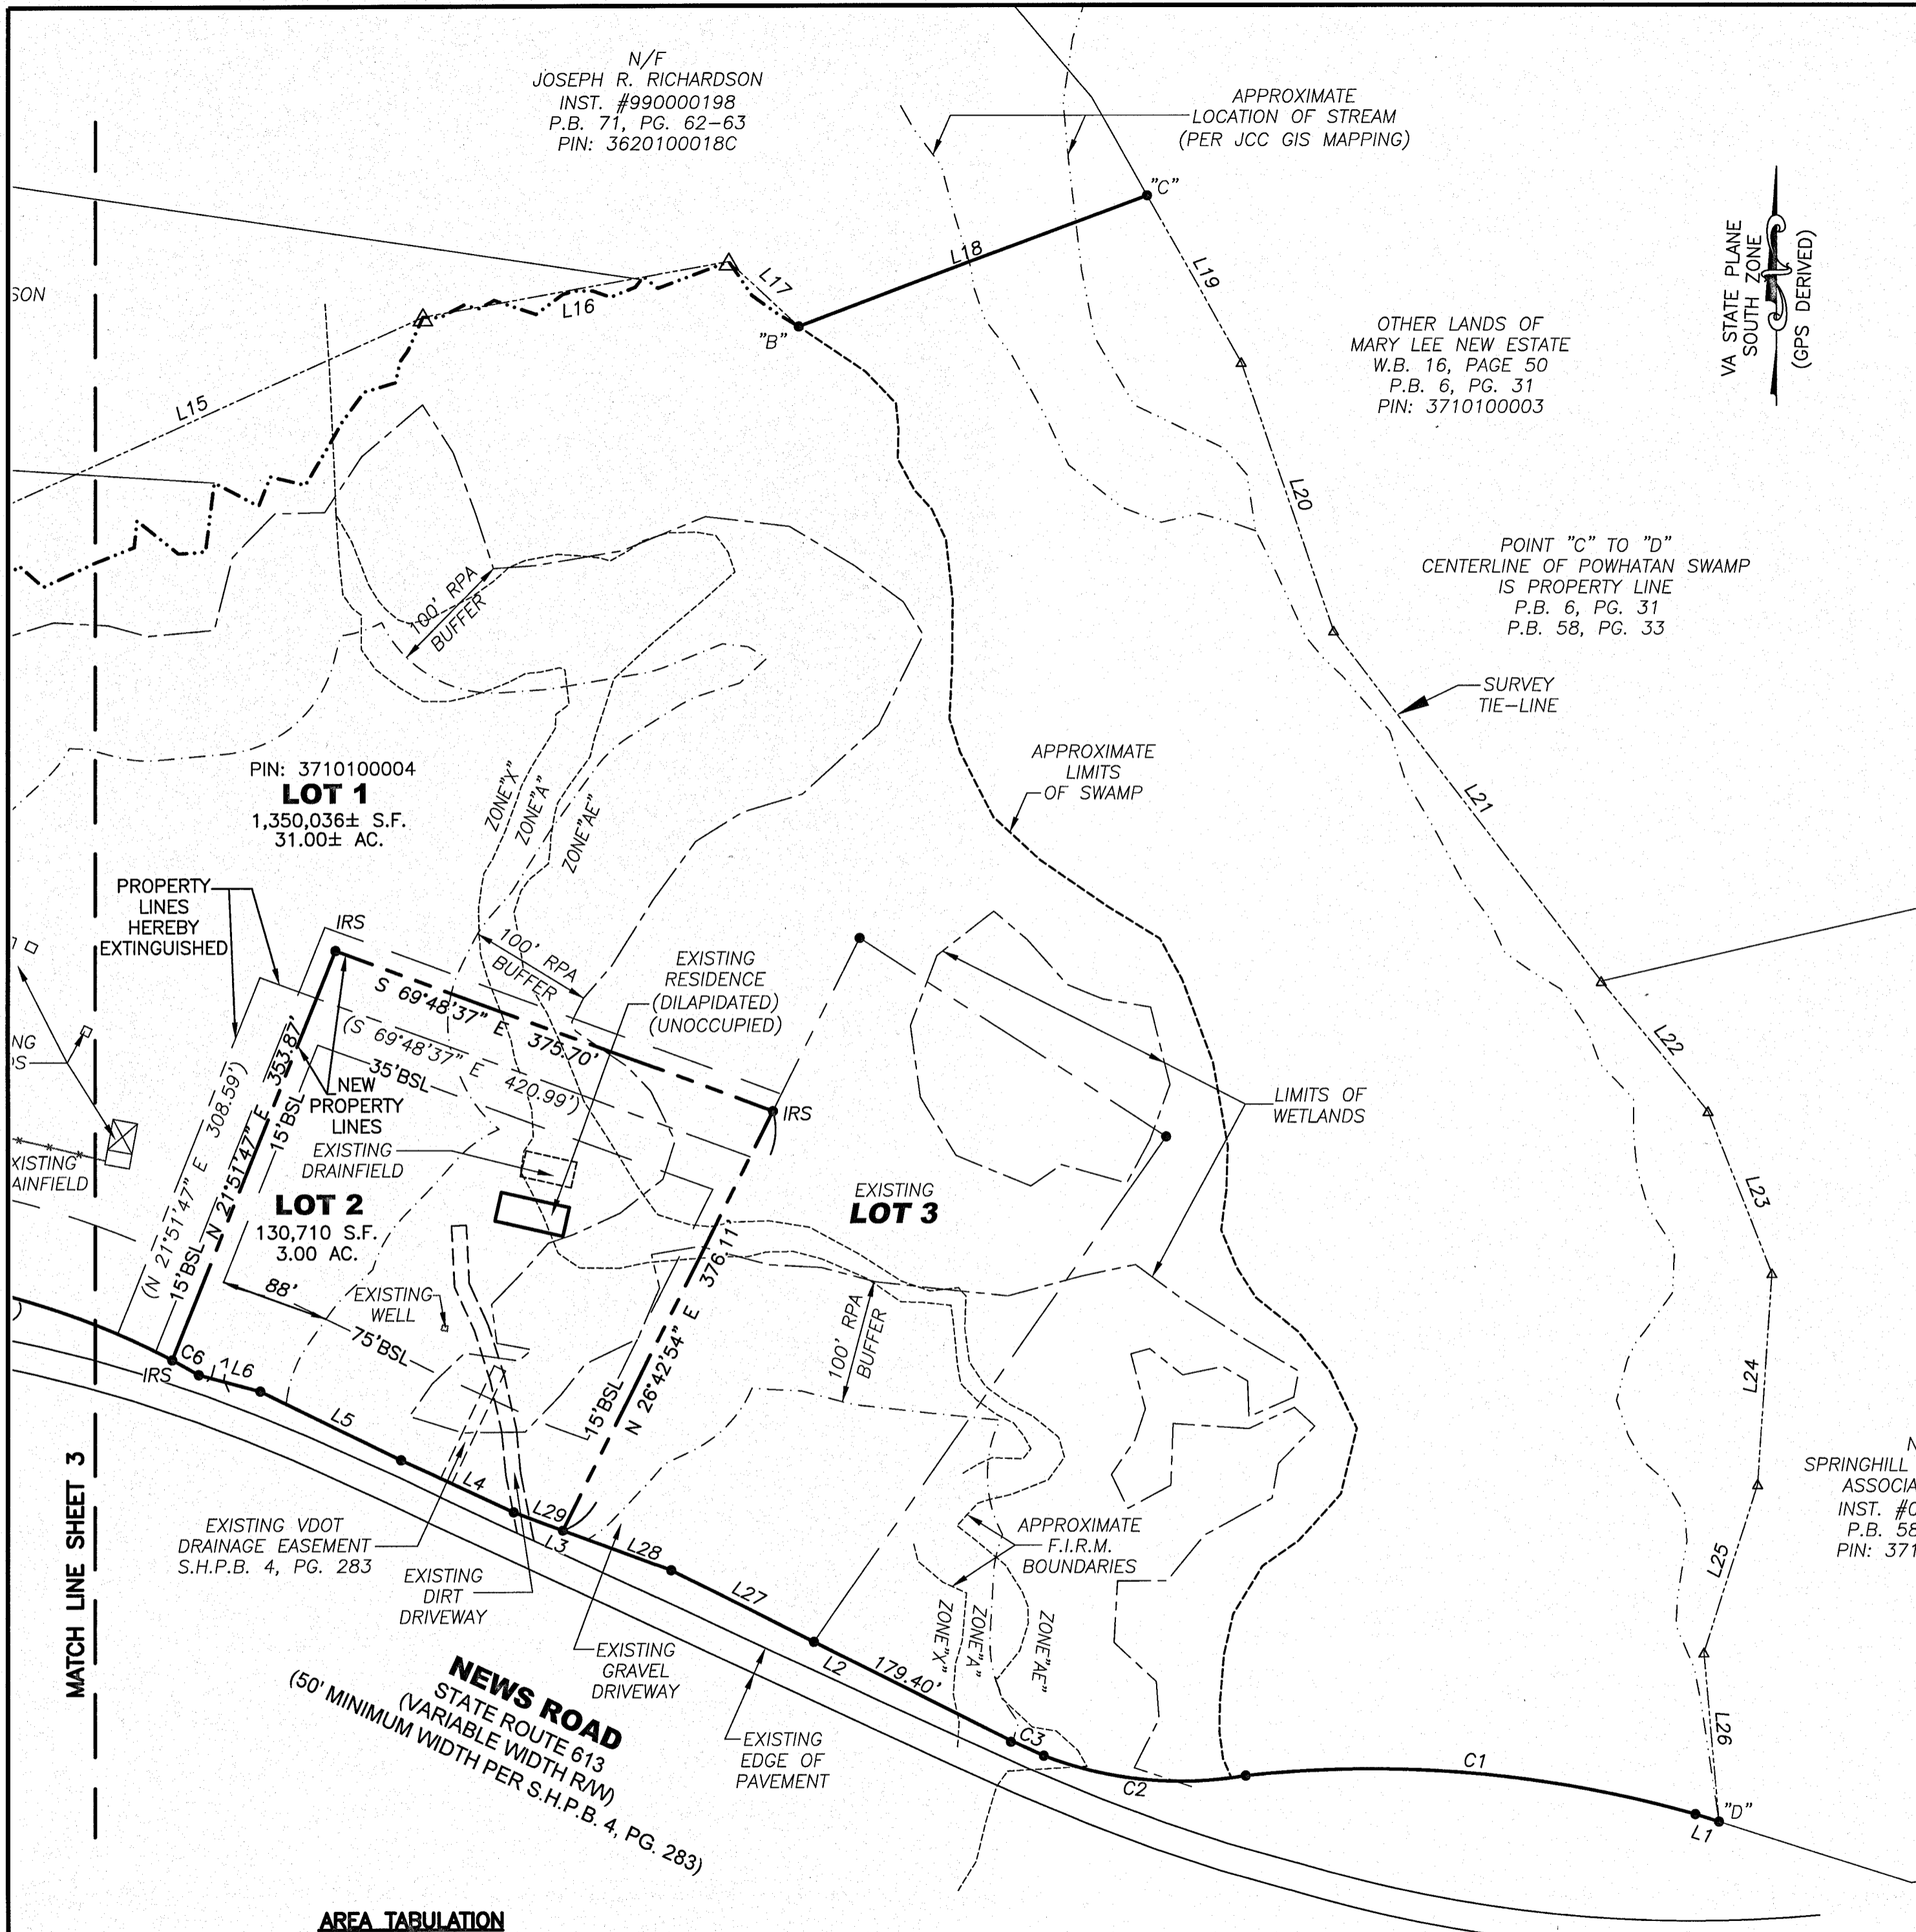 N/F
JOSEPH R. RICHARDSON
INST. #990000198
P.B. 71, PG. 62-63
PIN: 3620100018C
APPROXIMATE
LOCATION OF STREAM
(PER JCC GIS MAPPING)
"C"
L18
L19
L17
L16
"B"
L15
SON
VA STATE PLANE
SOUTH ZONE
(GPS DERIVED)
OTHER LANDS OF
MARY LEE NEW ESTATE
W.B. 16, PAGE 50
P.B. 6, PG. 31
PIN: 3710100003
L20
POINT "C" TO "D"
CENTERLINE OF POWHATAN SWAMP
IS PROPERTY LINE
P.B. 6, PG. 31
P.B. 58, PG. 33
100' RPA
BUFFER
SURVEY
TIE-LINE
APPROXIMATE
LIMITS
OF SWAMP
L21
PIN: 3710100004
LOT 1
1,350,036± S.F.
31.00± AC.
ZONE"X"
ZONE"A"
ZONE"AE"
PROPERTY
LINES
HEREBY
EXTINGUISHED
IRS
100' RPA
BUFFER
EXISTING
RESIDENCE
(DILAPIDATED)
(UNOCCUPIED)
S 69°48'37" E 375.70'
(S 69°48'37" E 420.99')
35'BSL
NEW
PROPERTY
LINES
N 21°51'47" E 353.87'
(N 21°51'47" E 308.59')
15'BSL
15'BSL
IRS
L22
LIMITS OF
WETLANDS
NG
DS
EXISTING
DRAINFIELD
XISTING
AINFIELD
LOT 2
130,710 S.F.
3.00 AC.
EXISTING
LOT 3
L23
88'
EXISTING
WELL
75'BSL
N 26°42'54" E 376.11'
15'BSL
100' RPA
BUFFER
L24
C6
IRS
L6
L5
L4
L29
L3
L28
L27
L2
179.40'
C3
C2
C1
L25
L26
L1
"D"
SPRINGHILL
ASSOCIA
INST. #0
P.B. 58
PIN: 371
MATCH LINE SHEET 3
EXISTING VDOT
DRAINAGE EASEMENT
S.H.P.B. 4, PG. 283
EXISTING
DIRT
DRIVEWAY
EXISTING
GRAVEL
DRIVEWAY
APPROXIMATE
F.I.R.M.
BOUNDARIES
ZONE"X"
ZONE"A"
ZONE"AE"
EXISTING
EDGE OF
PAVEMENT
NEWS ROAD
STATE ROUTE 613
(VARIABLE WIDTH R/W)
(50' MINIMUM WIDTH PER S.H.P.B. 4, PG. 283)
AREA TABULATION